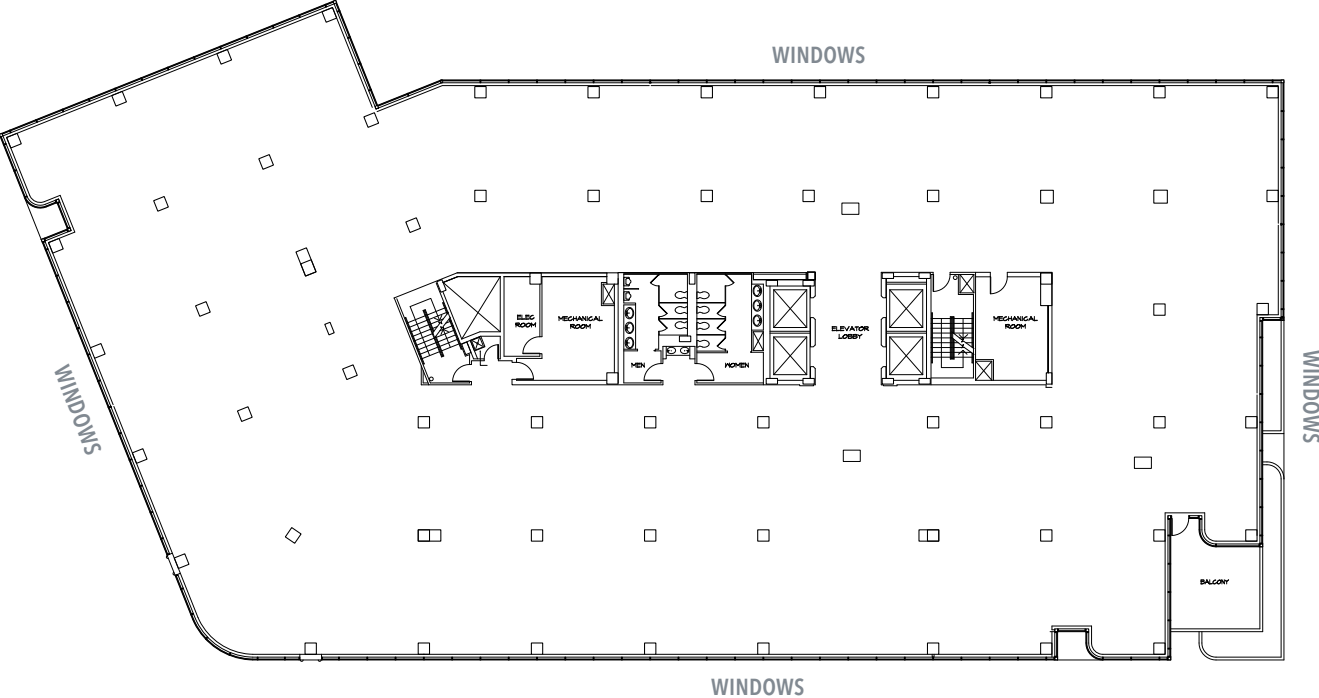 WINDOWS
ELEC
ROOM
MECHANICAL
ROOM
ELEVATOR
LOBBY
MECHANICAL
ROOM
MEN
WOMEN
WINDOWS
WINDOWS
BALCONY
WINDOWS